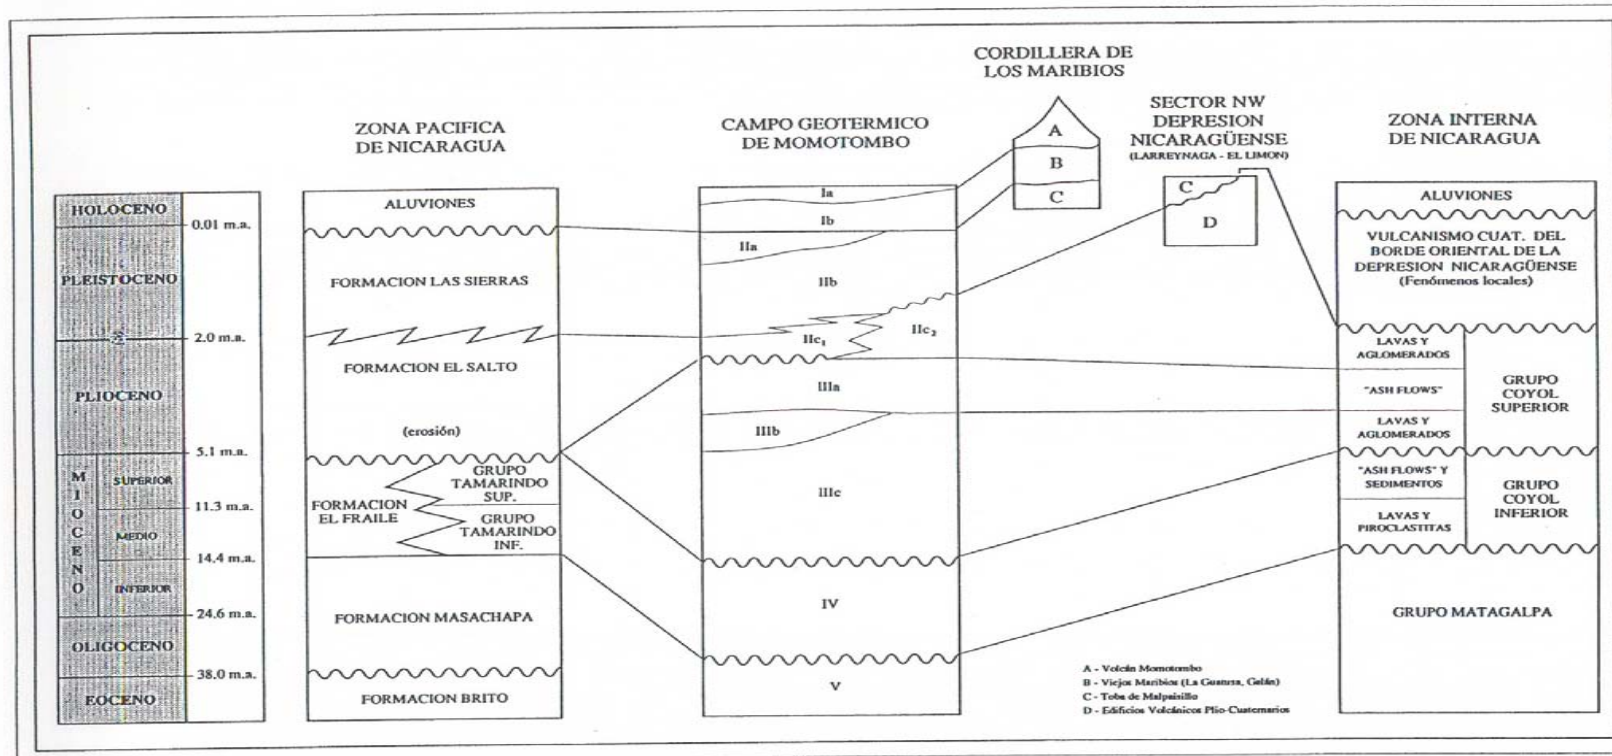 CORDILLERA DE
LOS MARIBIOS
SECTOR NW
DEPRESION
NICARAGÜENSE
(LARREYNAGA - EL LIMON)
ZONA PACIFICA
DE NICARAGUA
CAMPO GEOTERMICO
DE MOMOTOMBO
ZONA INTERNA
DE NICARAGUA
HOLOCENO
0.01 m.a.
PLEISTOCENO
2.0 m.a.
PLIOCENO
5.1 m.a.
MIOCENO
SUPERIOR
11.3 m.a.
MEDIO
14.4 m.a.
INFERIOR
24.6 m.a.
OLIGOCENO
38.0 m.a.
EOCENO
ALUVIONES
FORMACION LAS SIERRAS
FORMACION EL SALTO
(erosión)
FORMACION
EL FRAILE
GRUPO
TAMARINDO
SUP.
GRUPO
TAMARINDO
INF.
FORMACION MASACHAPA
FORMACION BRITO
Ia
Ib
IIa
IIb
IIc1
IIc2
IIIa
IIIb
IIIc
IV
V
A
B
C
C
D
ALUVIONES
VULCANISMO CUAT. DEL
BORDE ORIENTAL DE LA
DEPRESION NICARAGÜENSE
(Fenómenos locales)
LAVAS Y
AGLOMERADOS
"ASH FLOWS"
LAVAS Y
AGLOMERADOS
GRUPO
COYOL
SUPERIOR
"ASH FLOWS" Y
SEDIMENTOS
LAVAS Y
PIROCLASTITAS
GRUPO
COYOL
INFERIOR
GRUPO MATAGALPA
A - Volcán Momotombo
B - Viejos Maribios (La Guatusa, Galán)
C - Toba de Malpaisillo
D - Edificios Volcánicos Plio-Cuaternarios